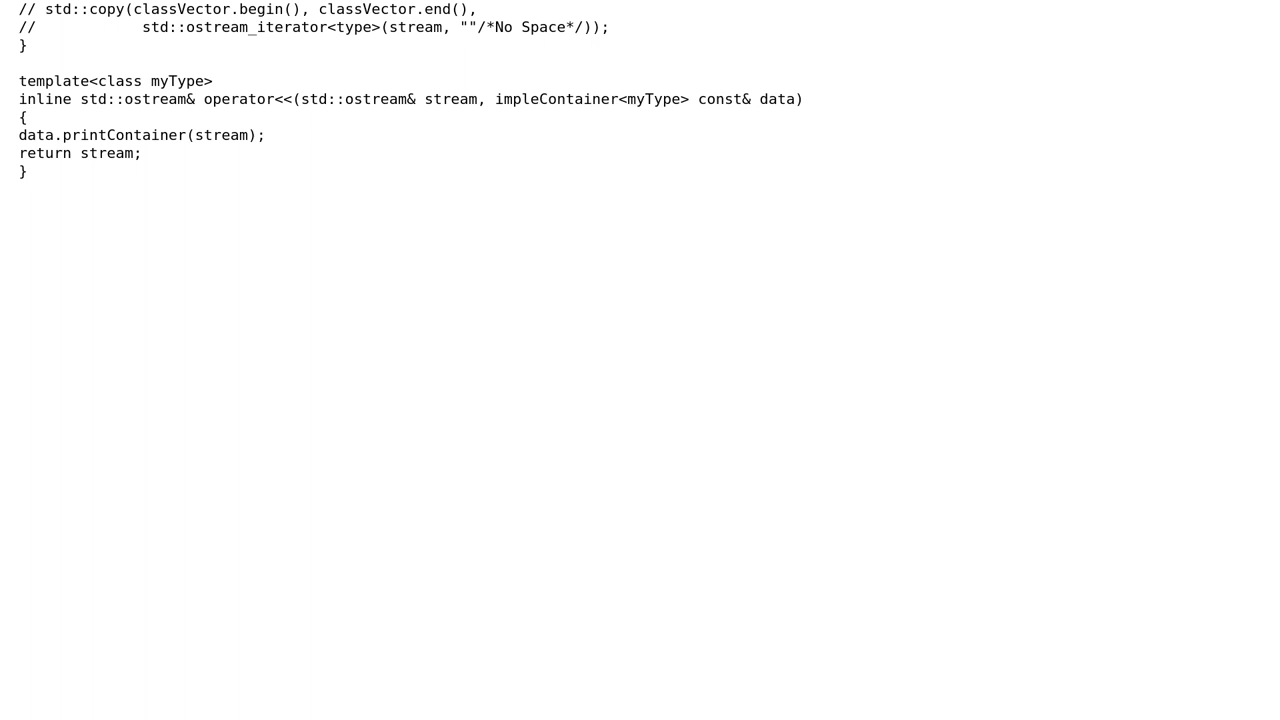 // std::copy(classVector.begin(), classVector.end(),
//            std::ostream_iterator<type>(stream, ""/*No Space*/));
}

template<class myType>
inline std::ostream& operator<<(std::ostream& stream, impleContainer<myType> const& data)
{
data.printContainer(stream);
return stream;
}